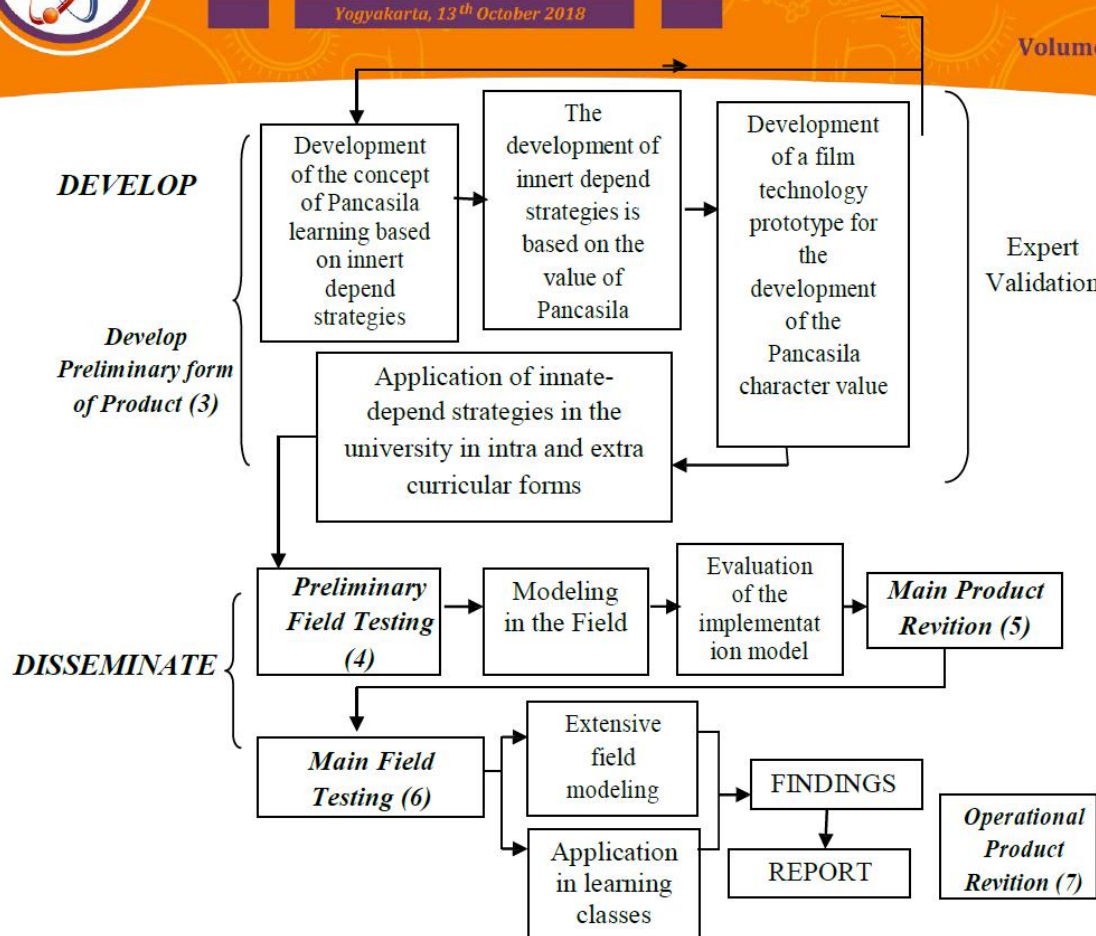 Yogyakarta, 13th October 2018
Volume
DEVELOP
Develop
Preliminary form
of Product (3)
Development
of the concept
of Pancasila
learning based
on innert
depend
strategies
The
development of
innert depend
strategies is
based on the
value of
Pancasila
Development
of a film
technology
prototype for
the
development
of the
Pancasila
character value
Expert
Validation
Application of innate-
depend strategies in the
university in intra and extra
curricular forms
DISSEMINATE
Preliminary
Field Testing
(4)
Modeling
in the Field
Evaluation
of the
implementat
ion model
Main Product
Revition (5)
Main Field
Testing (6)
Extensive
field
modeling
Application
in learning
classes
FINDINGS
REPORT
Operational
Product
Revition (7)